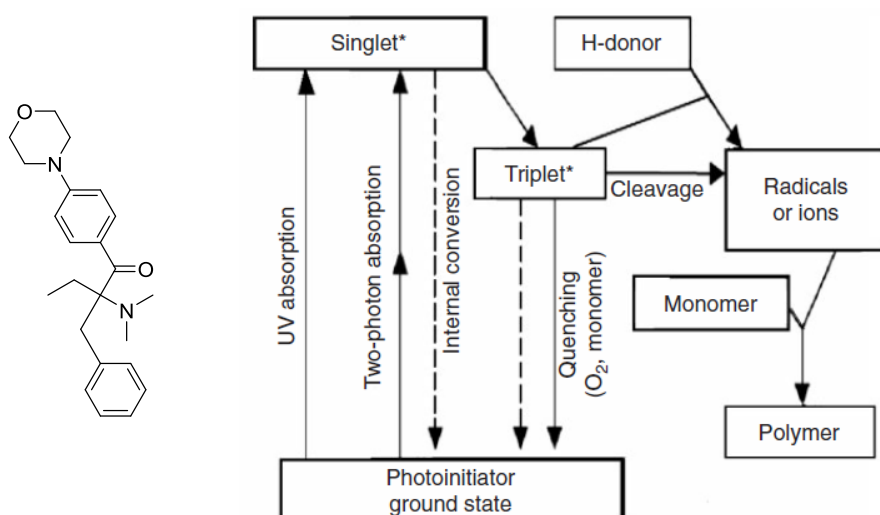 O
N
O
N
Singlet*
H-donor
Triplet*
Cleavage
Radicals
or ions
UV absorption
Two-photon absorption
Internal conversion
Quenching
(O₂, monomer)
Monomer
Polymer
Photoinitiator
ground state